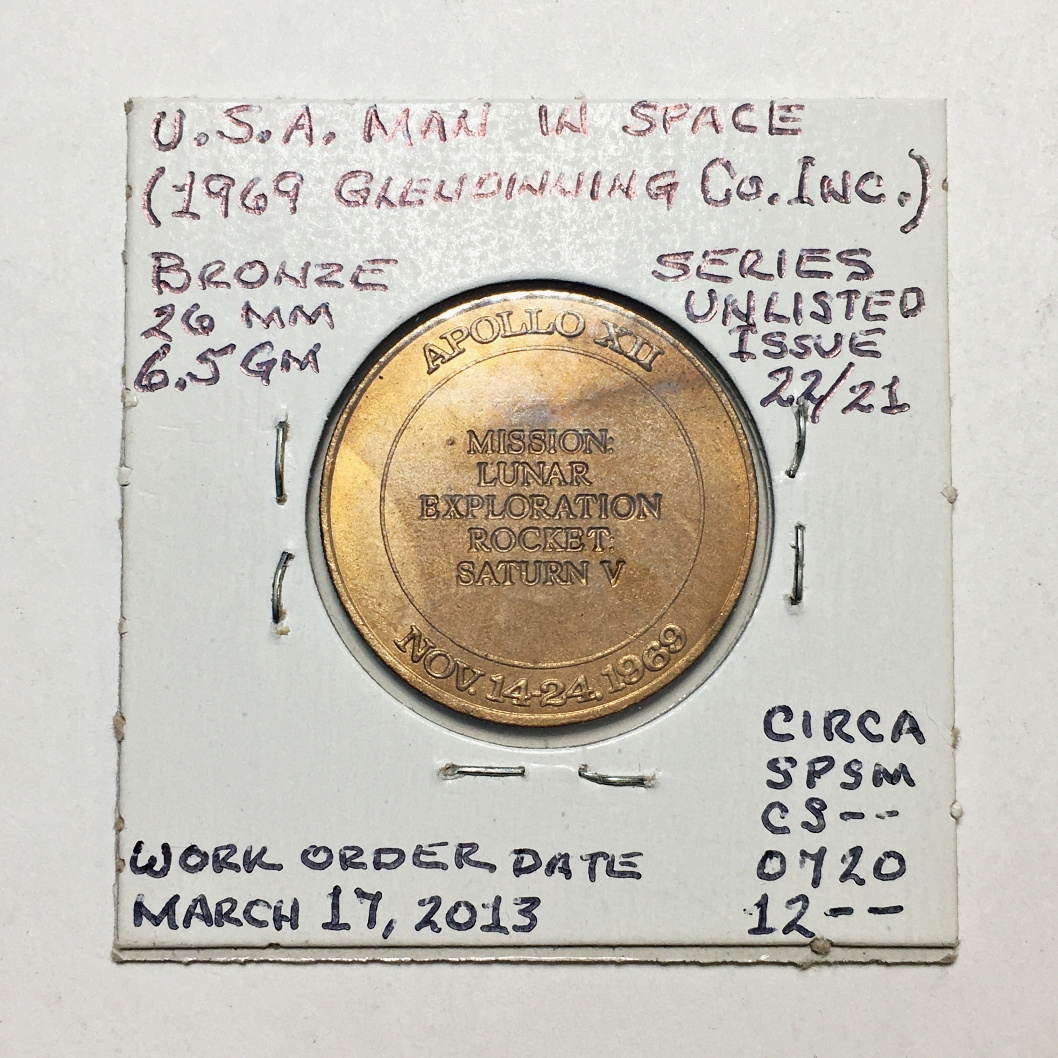 U.S.A. MAN IN SPACE
(1969 GLENDINNING CO. INC.)
BRONZE
26 MM
6.5 GM
SERIES
UNLISTED
ISSUE
22/21
APOLLO XII
MISSION:
LUNAR
EXPLORATION
ROCKET:
SATURN V
NOV. 14-24, 1969
CIRCA
SPSM
CS--
0720
12--
WORK ORDER DATE
MARCH 17, 2013